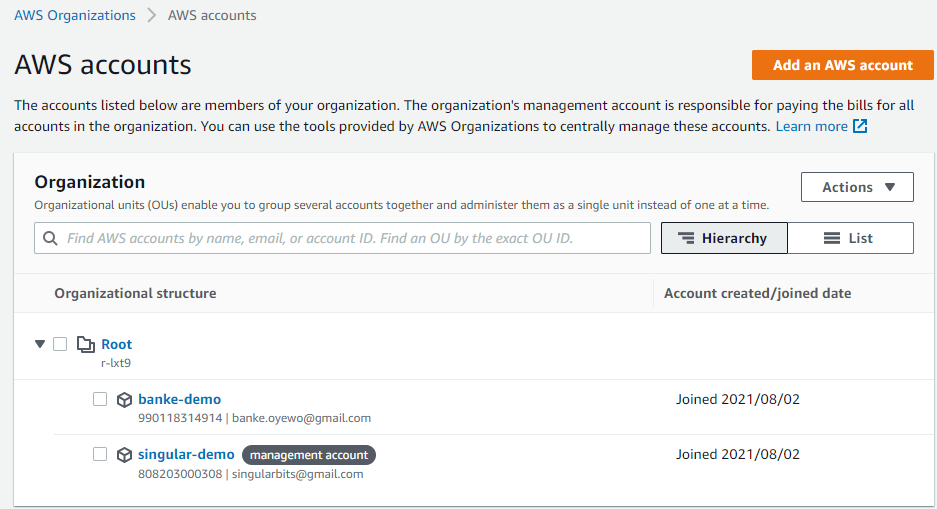 AWS Organizations > AWS accounts
AWS accounts
Add an AWS account
The accounts listed below are members of your organization. The organization's management account is responsible for paying the bills for all
accounts in the organization. You can use the tools provided by AWS Organizations to centrally manage these accounts. Learn more
Organization
Actions
Organizational units (OUs) enable you to group several accounts together and administer them as a single unit instead of one at a time.
Find AWS accounts by name, email, or account ID. Find an OU by the exact OU ID.
Hierarchy
List
Organizational structure
Account created/joined date
Root
r-lxt9
banke-demo
Joined 2021/08/02
990118314914 | banke.oyewo@gmail.com
singular-demo management account
Joined 2021/08/02
808203000308 | singularbits@gmail.com